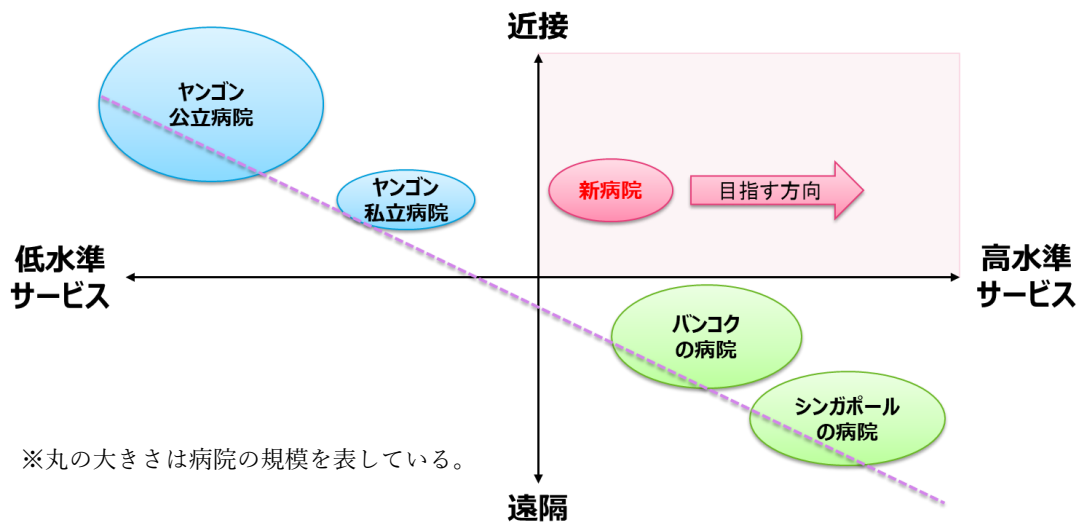 近接
ヤンゴン
公立病院
ヤンゴン
私立病院
新病院
目指す方向
低水準
サービス
高水準
サービス
バンコク
の病院
シンガポール
の病院
※丸の大きさは病院の規模を表している。
遠隔